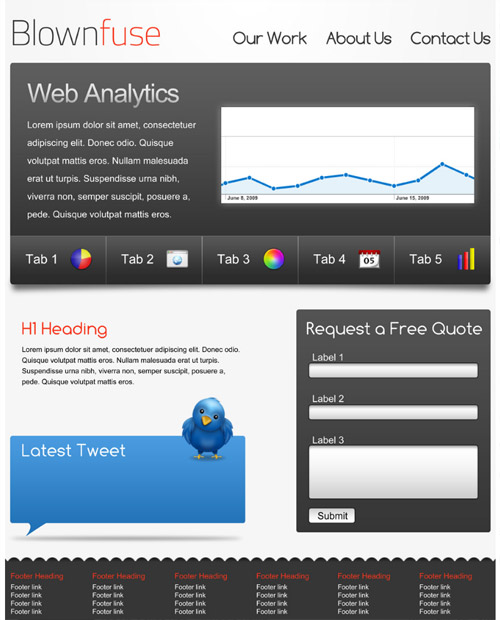 Blownfuse
Our Work About Us Contact Us
Web Analytics
Lorem ipsum dolor sit amet, consectetuer
adipiscing elit. Donec odio. Quisque
volutpat mattis eros. Nullam malesuada
erat ut turpis. Suspendisse urna nibh,
viverra non, semper suscipit, posuere a,
pede. Quisque volutpat mattis eros.
June 8, 2009 June 15, 2009
Tab 1 Tab 2 Tab 3 Tab 4 05 Tab 5
H1 Heading
Lorem ipsum dolor sit amet, consectetuer adipiscing elit. Donec odio.
Quisque volutpat mattis eros. Nullam malesuada erat ut turpis.
Suspendisse urna nibh, viverra non, semper suscipit, posuere a,
pede. Quisque volutpat mattis eros.
Latest Tweet
Request a Free Quote
Label 1
Label 2
Label 3
Submit
Footer Heading Footer Heading Footer Heading Footer Heading Footer Heading Footer Heading
Footer link Footer link Footer link Footer link Footer link Footer link
Footer link Footer link Footer link Footer link Footer link Footer link
Footer link Footer link Footer link Footer link Footer link Footer link
Footer link Footer link Footer link Footer link Footer link Footer link